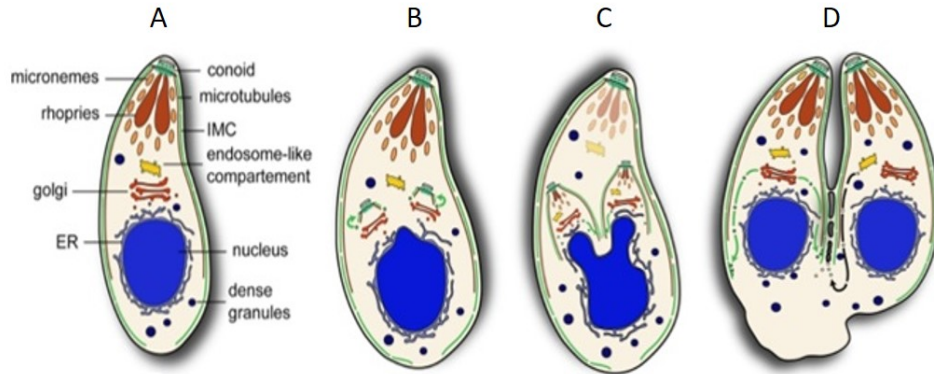 A
B
C
D
micronemes
rhopries
golgi
ER
conoid
microtubules
IMC
endosome-like
compartement
nucleus
dense
granules